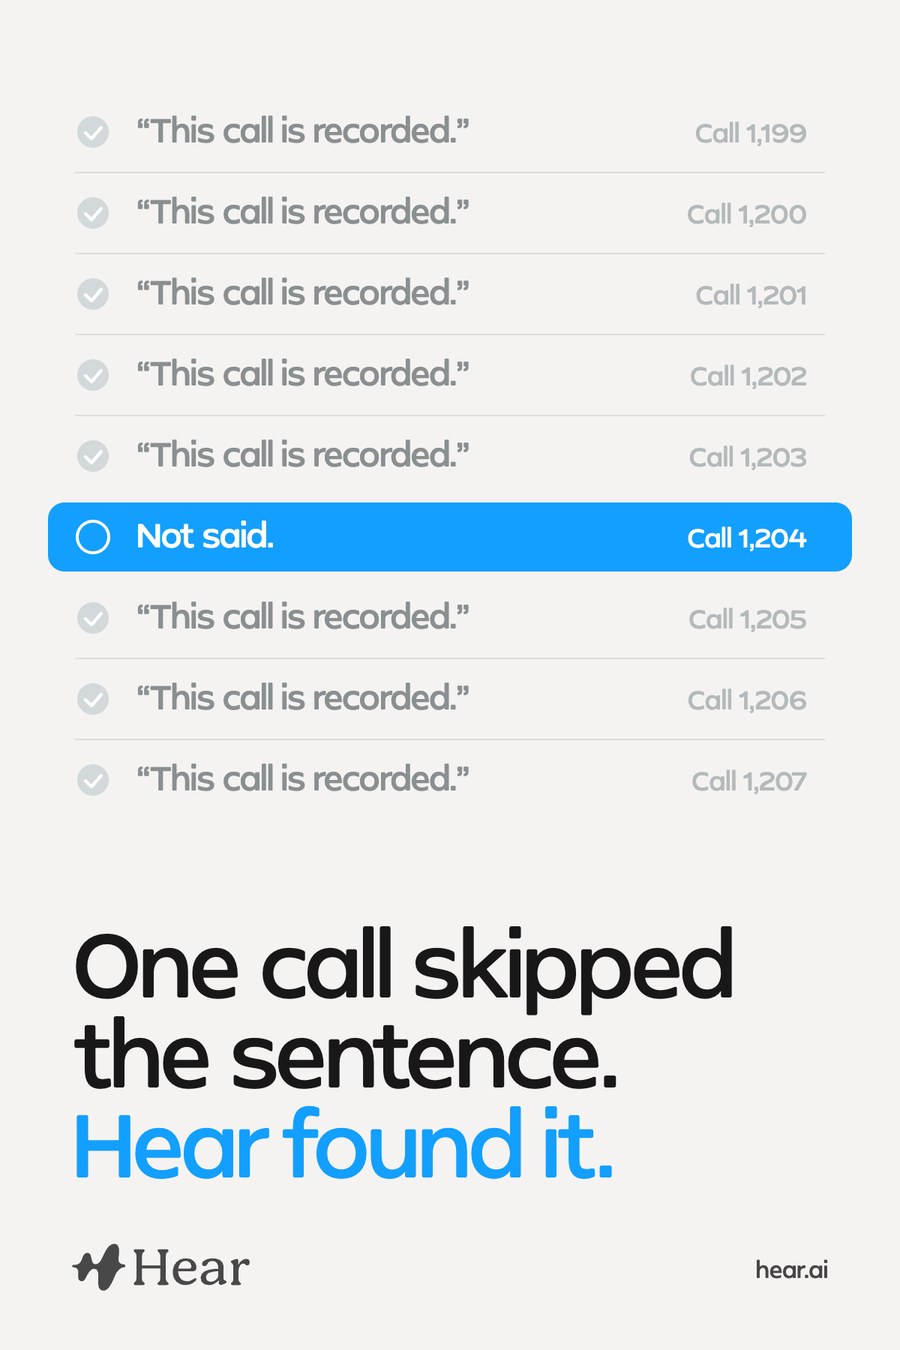 “This call is recorded.” Call 1,199
“This call is recorded.” Call 1,200
“This call is recorded.” Call 1,201
“This call is recorded.” Call 1,202
“This call is recorded.” Call 1,203
Not said. Call 1,204
“This call is recorded.” Call 1,205
“This call is recorded.” Call 1,206
“This call is recorded.” Call 1,207
One call skipped
the sentence.
Hear found it.
Hear hear.ai